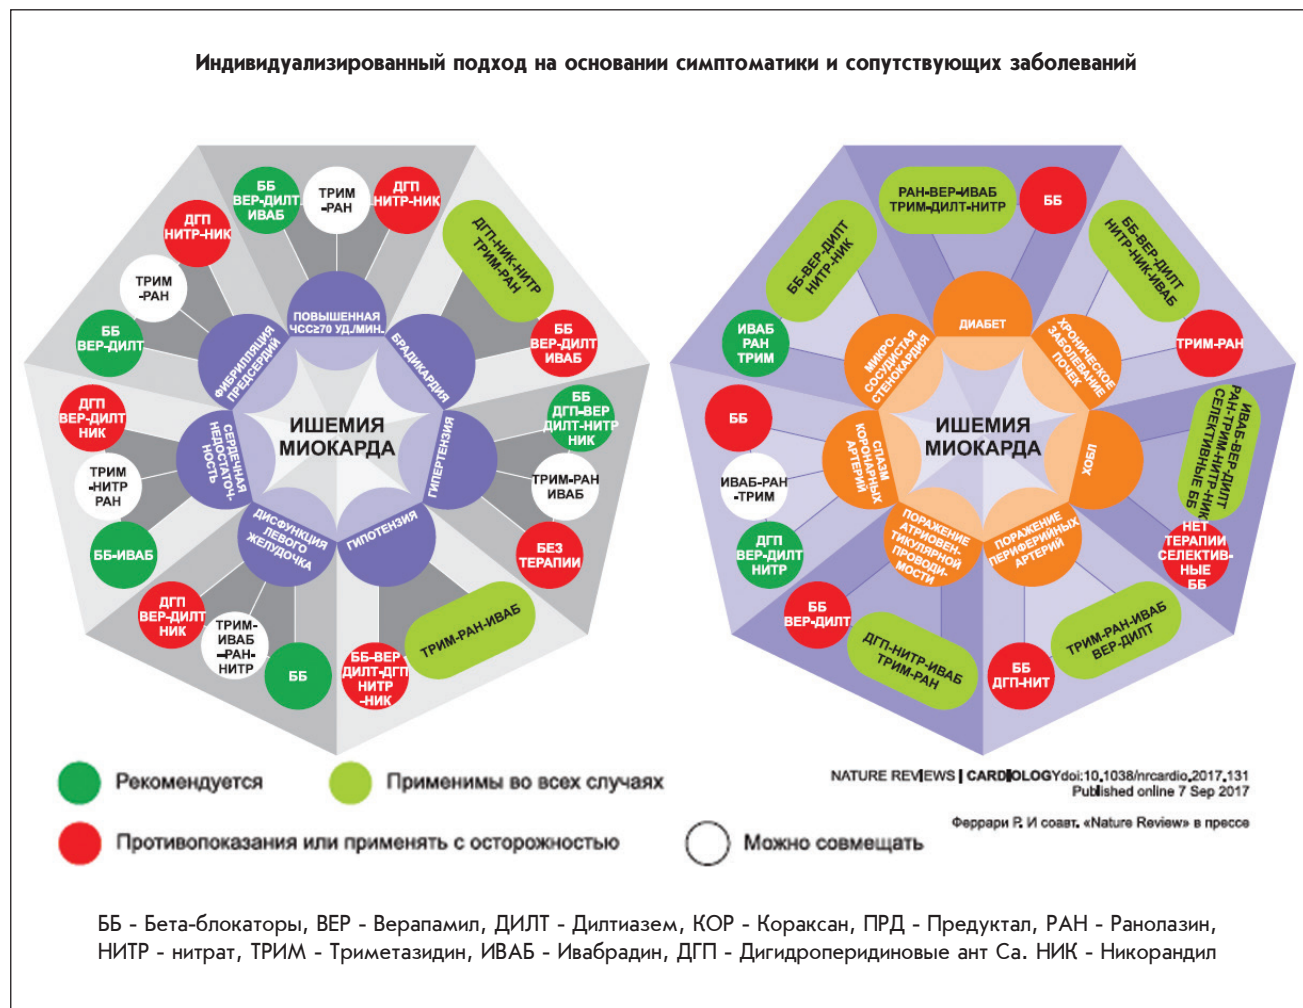 Индивидуализированный подход на основании симптоматики и сопутствующих заболеваний
ББ
ВЕР-ДИЛТ
ИВАБ
ТРИМ
-РАН
ДГП
НИТР-НИК
ПОВЫШЕННАЯ
ЧСС≥70 УД./МИН.
ДГП-НИК-НИТР
ТРИМ-РАН
ББ
ВЕР-ДИЛТ
ИВАБ
БРАДИКАРДИЯ
ББ
ДГП-ВЕР
ДИЛТ-НИТР
НИК
ТРИМ-РАН
ИВАБ
БЕЗ
ТЕРАПИИ
ГИПЕРТЕНЗИЯ
ТРИМ-РАН-ИВАБ
ББ-ВЕР
ДИЛТ-ДГП
НИТР
-НИК
ГИПОТЕНЗИЯ
ББ
ТРИМ-
ИВАБ
-РАН-
НИТР
ДГП
ВЕР-ДИЛТ
НИК
ДИСФУНКЦИЯ
ЛЕВОГО
ЖЕЛУДОЧКА
ББ-ИВАБ
ТРИМ
-НИТР
РАН
ДГП
ВЕР-ДИЛТ
НИК
СЕРДЕЧНАЯ
НЕДОСТАТОЧ-
НОСТЬ
ББ
ВЕР-ДИЛТ
ТРИМ
-РАН
ДГП
НИТР-НИК
ФИБРИЛЛЯЦИЯ
ПРЕДСЕРДИЙ
ИШЕМИЯ
МИОКАРДА
РАН-ВЕР-ИВАБ
ТРИМ-ДИЛТ-НИТР
ББ
ДИАБЕТ
ББ-ВЕР-ДИЛТ
НИТР-НИК-ИВАБ
ТРИМ-РАН
ХРОНИЧЕСКОЕ
ЗАБОЛЕВАНИЕ
ПОЧЕК
ИВАБ-ВЕР-ДИЛТ
РАН-ТРИМ-НИТР-НИК
СЕЛЕКТИВНЫЕ ББ
НЕТ
ТЕРАПИИ
СЕЛЕКТИВ-
НЫЕ
ББ
ХОБЛ
ТРИМ-РАН-ИВАБ
ВЕР-ДИЛТ
ББ
ДГП-НИТ
ПОРАЖЕНИЕ
ПЕРИФЕРИЙНЫХ
АРТЕРИЙ
ДГП-НИТР-ИВАБ
ТРИМ-РАН
ББ
ВЕР-ДИЛТ
ПОРАЖЕНИЕ
АТРИОВЕН-
ТИКУЛЯРНОЙ
ПРОВОДИ-
МОСТИ
ДГП
ВЕР-ДИЛТ
НИТР
ИВАБ-РАН
-ТРИМ
ББ
СПАЗМ
КОРОНАРНЫХ
АРТЕРИЙ
ИВАБ
РАН
ТРИМ
ББ-ВЕР-ДИЛТ
НИТР-НИК
МИКРО-
СОСУДИСТАЯ
СТЕНОКАРДИЯ
ИШЕМИЯ
МИОКАРДА
Рекомендуется
Применимы во всех случаях
Противопоказания или применять с осторожностью
Можно совмещать
NATURE REVIEWS | CARDIOLOGYdoi:10.1038/nrcardio.2017.131
Published online 7 Sep 2017
Феррари Р. И соавт. «Nature Review» в прессе
ББ - Бета-блокаторы, ВЕР - Верапамил, ДИЛТ - Дилтиазем, КОР - Кораксан, ПРД - Предуктал, РАН - Ранолазин,
НИТР - нитрат, ТРИМ - Триметазидин, ИВАБ - Ивабрадин, ДГП - Дигидроперидиновые ант Ca. НИК - Никорандил